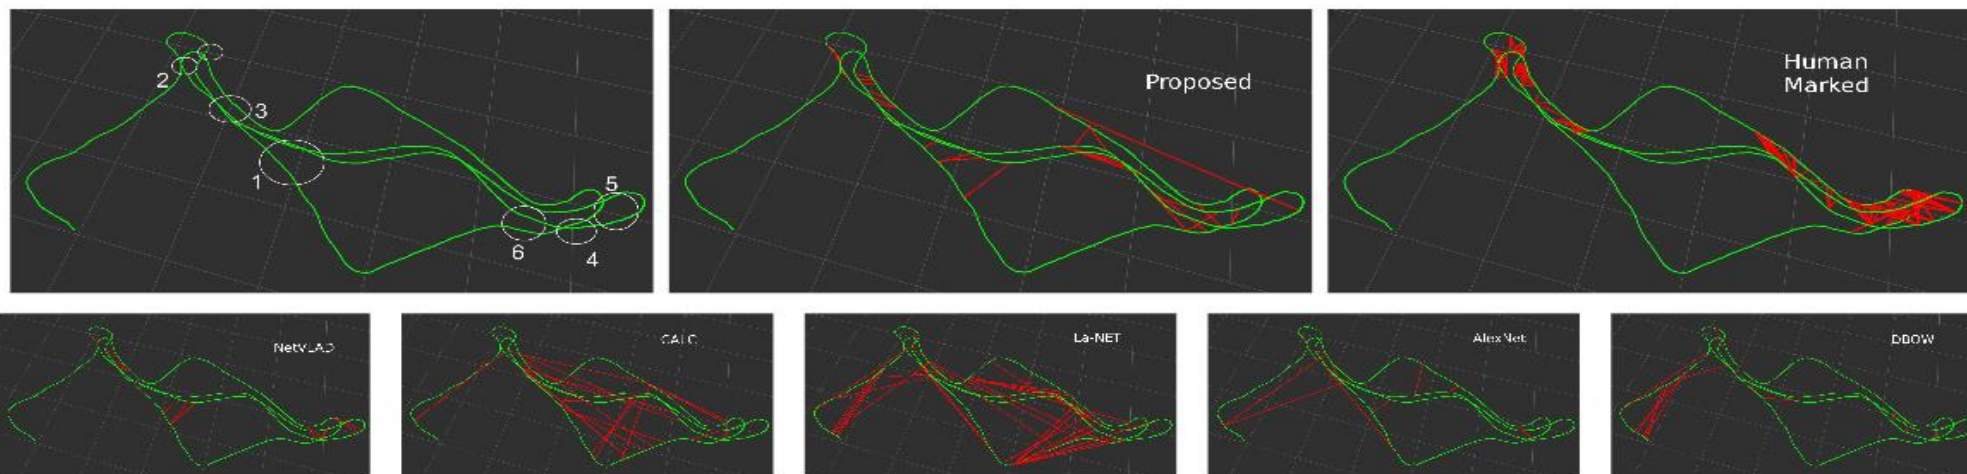 2
3
1
5
6
4
Proposed
Human
Marked
NetVLAD
CALC
La-NET
AlexNet
DBOW